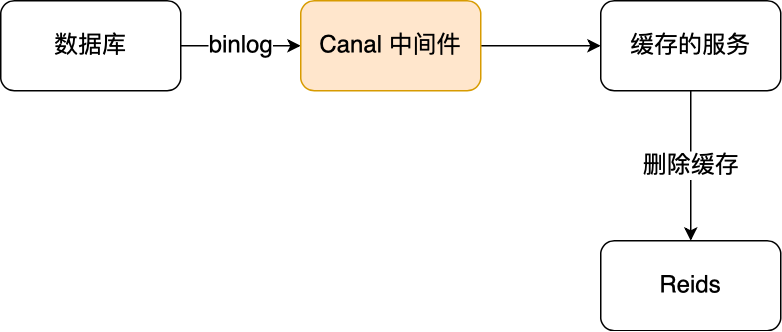 数据库
binlog
Canal 中间件
缓存的服务
删除缓存
Reids